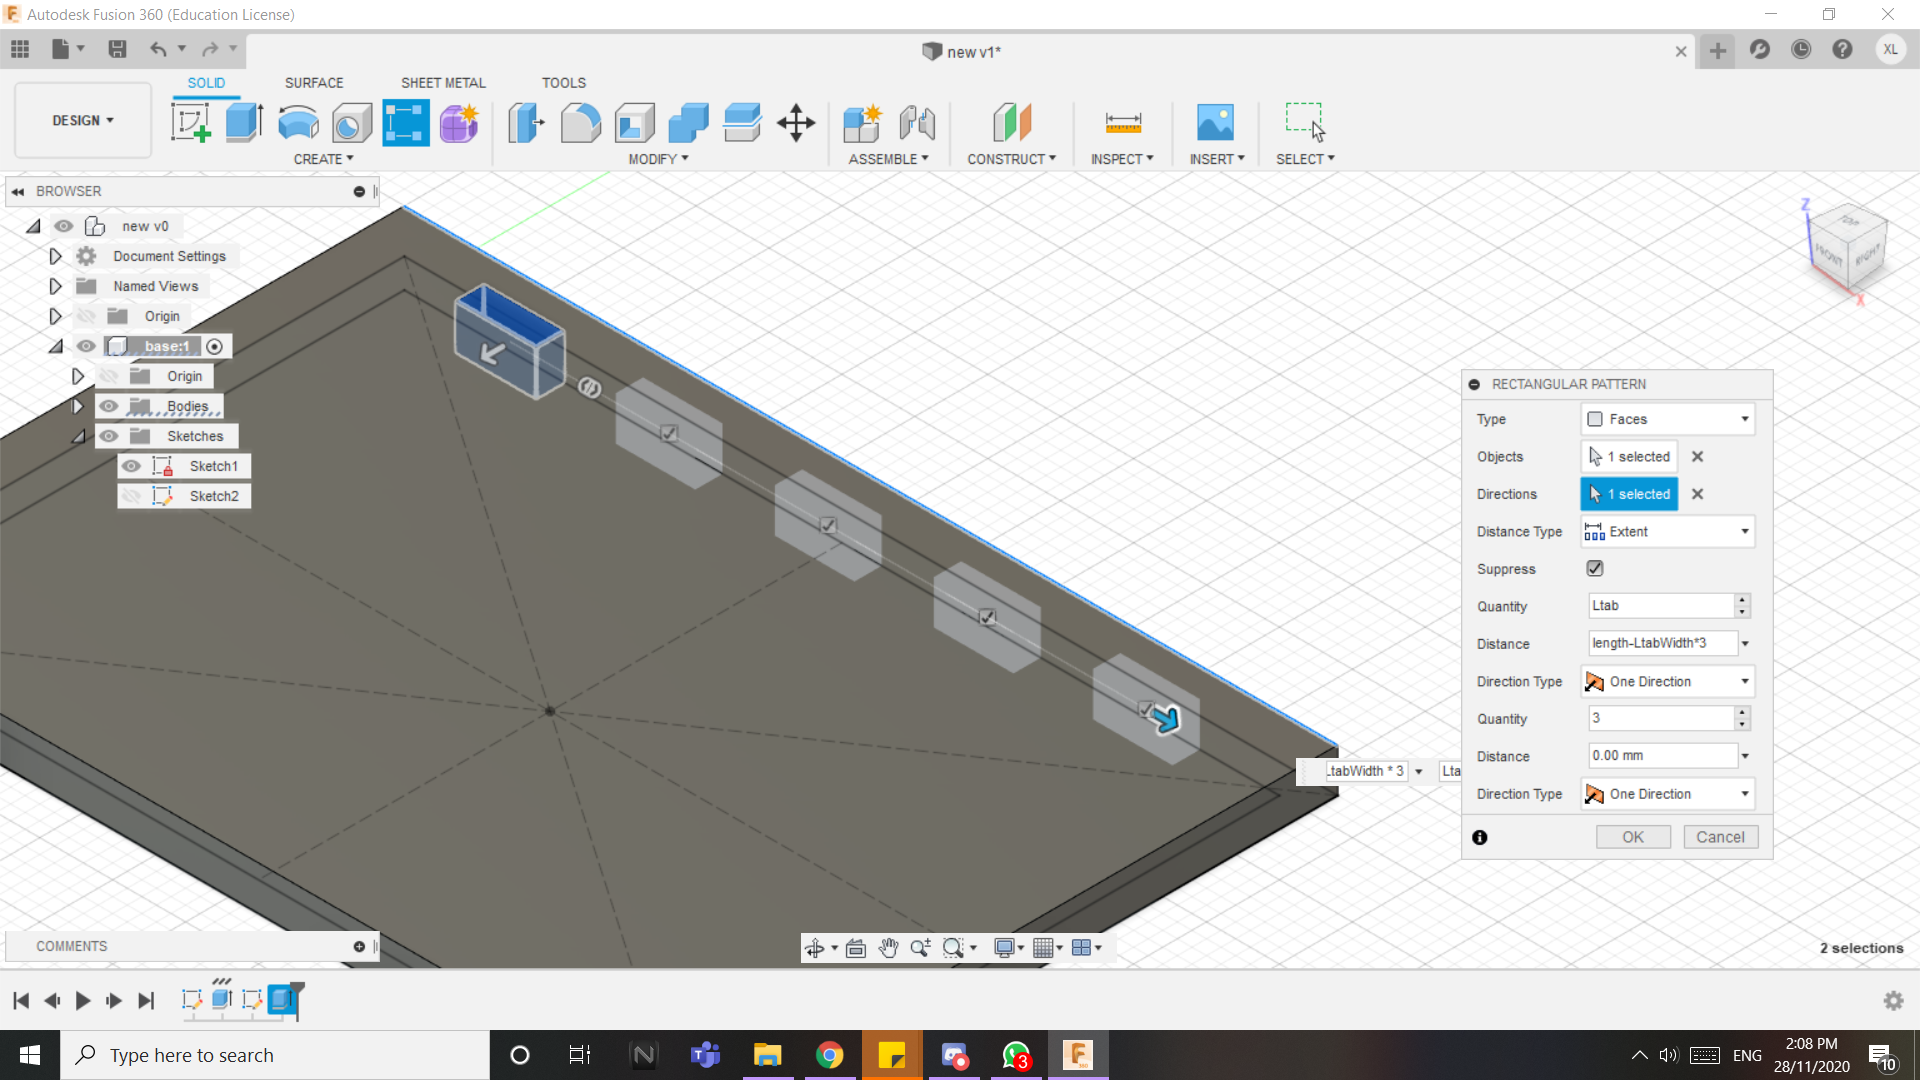 Autodesk Fusion 360 (Education License)
new v1*
XL
SOLID
SURFACE
SHEET METAL
TOOLS
DESIGN
CREATE
MODIFY
ASSEMBLE
CONSTRUCT
INSPECT
INSERT
SELECT
BROWSER
new v0
Document Settings
Named Views
Origin
base:1
Origin
Bodies
Sketches
Sketch1
Sketch2
Z
TOP
FRONT
RIGHT
X
RECTANGULAR PATTERN
Type Faces
Objects 1 selected
Directions 1 selected
Distance Type Extent
Suppress
Quantity Ltab
Distance length-LtabWidth*3
Direction Type One Direction
Quantity 3
Distance 0.00 mm
Direction Type One Direction
OK Cancel
LtabWidth * 3
Lta
COMMENTS
2 selections
Type here to search
3
ENG
2:08 PM
28/11/2020
10